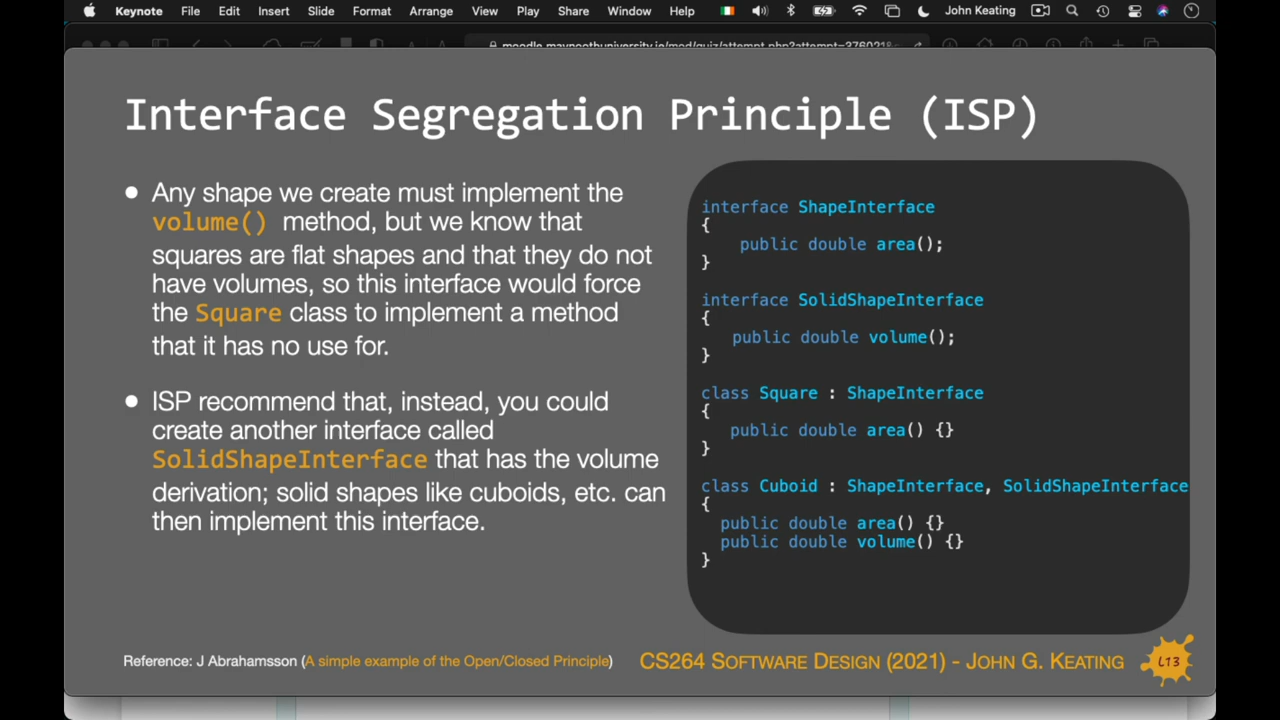 Keynote File Edit Insert Slide Format Arrange View Play Share Window Help John Keating
Interface Segregation Principle (ISP)
• Any shape we create must implement the
volume() method, but we know that
squares are flat shapes and that they do not
have volumes, so this interface would force
the Square class to implement a method
that it has no use for.
• ISP recommend that, instead, you could
create another interface called
SolidShapeInterface that has the volume
derivation; solid shapes like cuboids, etc. can
then implement this interface.
interface ShapeInterface
{
public double area();
}
interface SolidShapeInterface
{
public double volume();
}
class Square : ShapeInterface
{
public double area() {}
}
class Cuboid : ShapeInterface, SolidShapeInterface
{
public double area() {}
public double volume() {}
}
Reference: J Abrahamsson (A simple example of the Open/Closed Principle)
CS264 Software Design (2021) - John G. Keating
L13